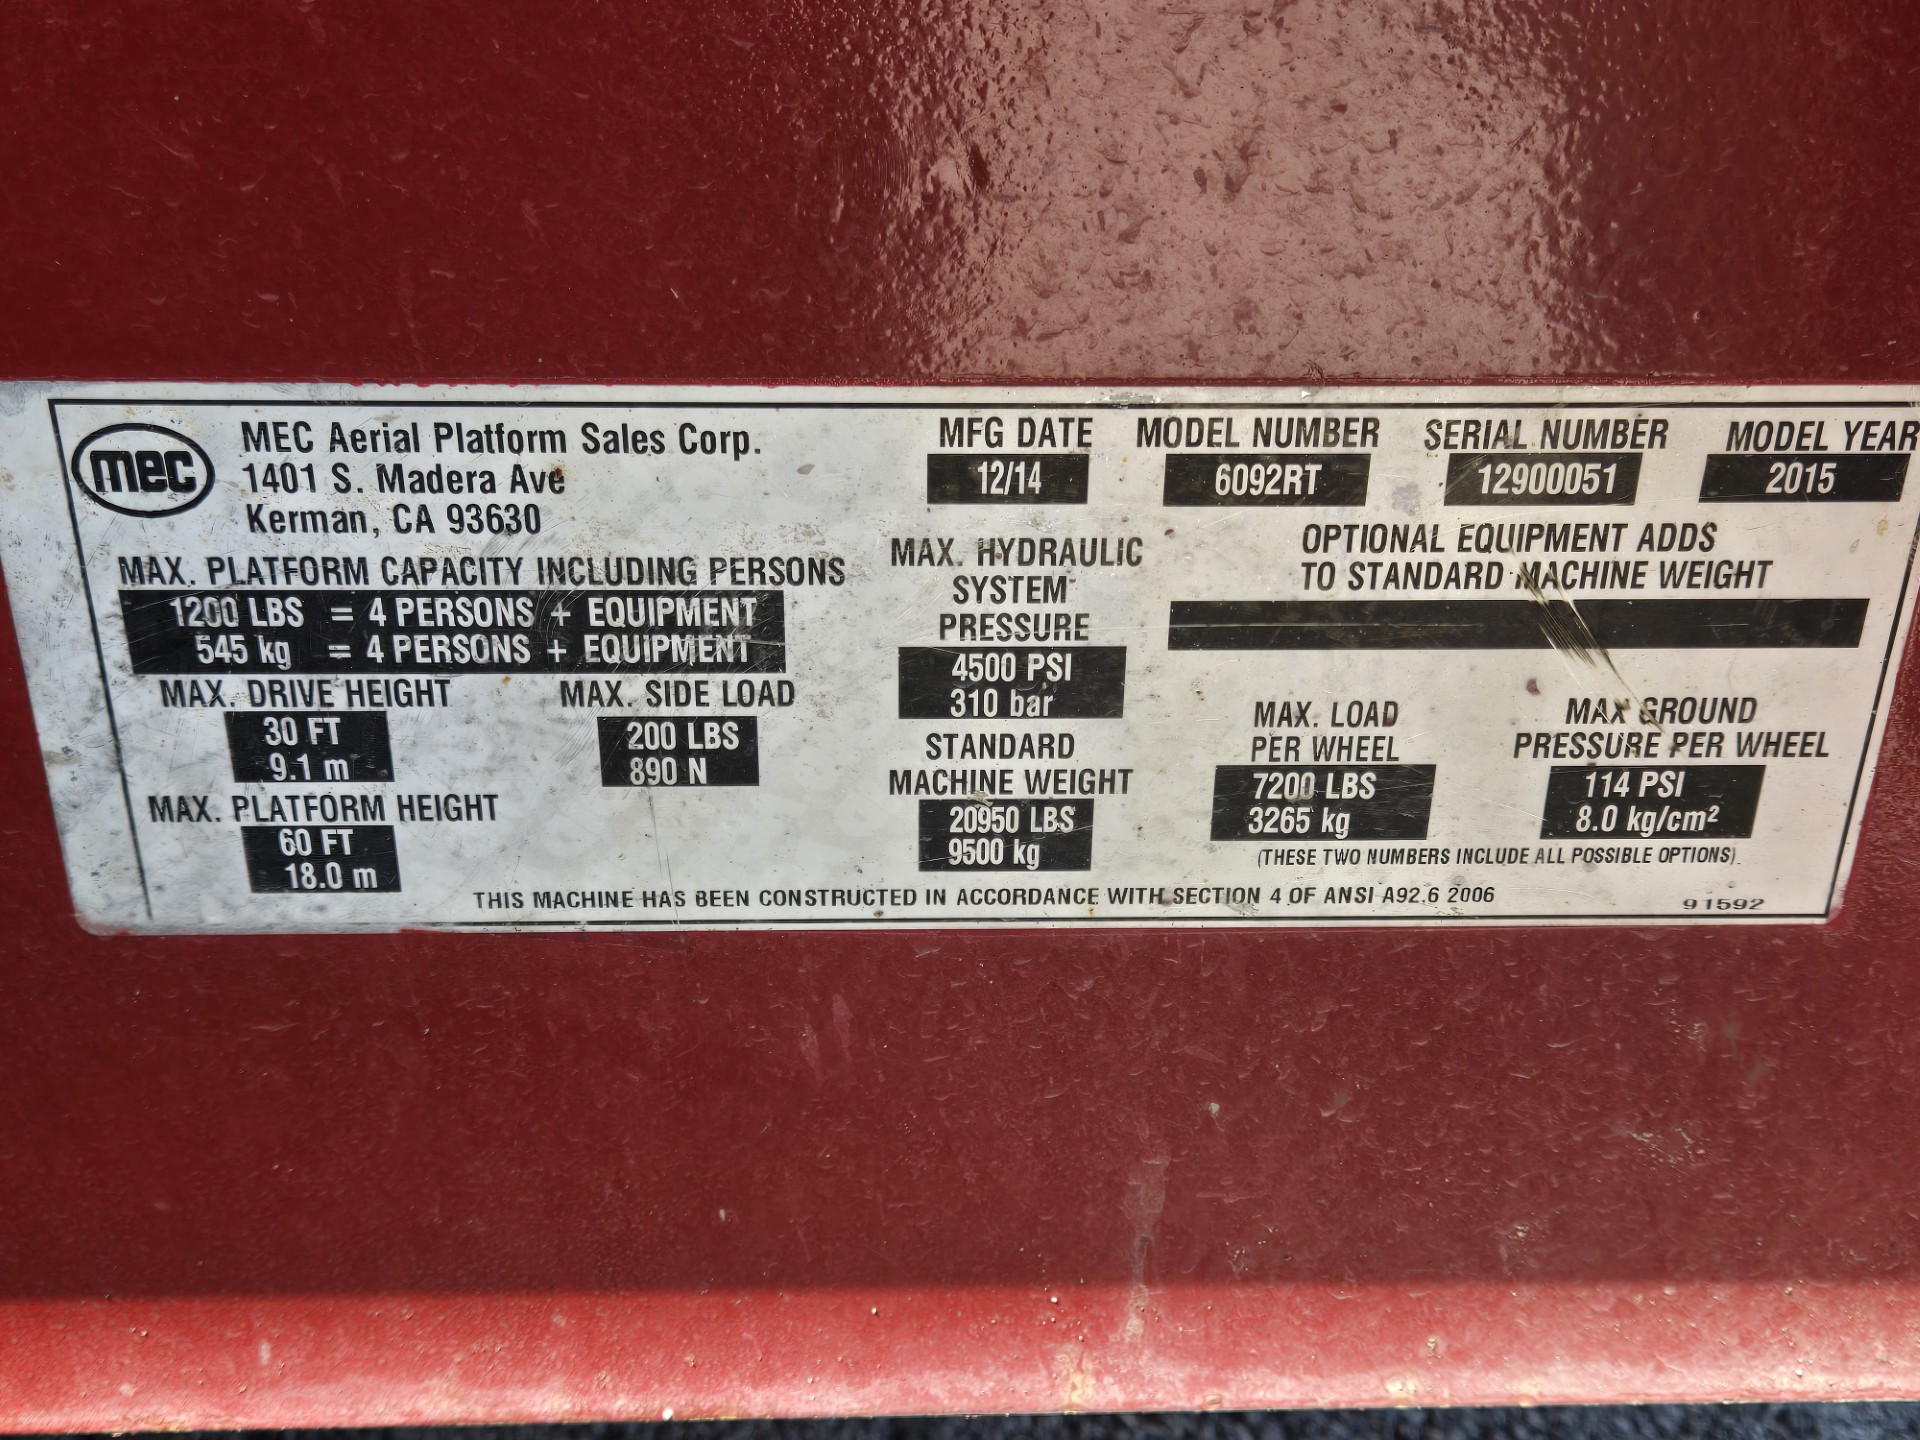 mec
MEC Aerial Platform Sales Corp.
1401 S. Madera Ave
Kerman, CA 93630
MFG DATE
12/14
MODEL NUMBER
6092RT
SERIAL NUMBER
12900051
MODEL YEAR
2015
MAX. PLATFORM CAPACITY INCLUDING PERSONS
1200 LBS = 4 PERSONS + EQUIPMENT
545 kg = 4 PERSONS + EQUIPMENT
MAX. DRIVE HEIGHT
30 FT
9.1 m
MAX. SIDE LOAD
200 LBS
890 N
MAX. PLATFORM HEIGHT
60 FT
18.0 m
MAX. HYDRAULIC
SYSTEM
PRESSURE
4500 PSI
310 bar
STANDARD
MACHINE WEIGHT
20950 LBS
9500 kg
OPTIONAL EQUIPMENT ADDS
TO STANDARD MACHINE WEIGHT
MAX. LOAD
PER WHEEL
7200 LBS
3265 kg
MAX GROUND
PRESSURE PER WHEEL
114 PSI
8.0 kg/cm²
(THESE TWO NUMBERS INCLUDE ALL POSSIBLE OPTIONS)
THIS MACHINE HAS BEEN CONSTRUCTED IN ACCORDANCE WITH SECTION 4 OF ANSI A92.6 2006
91592